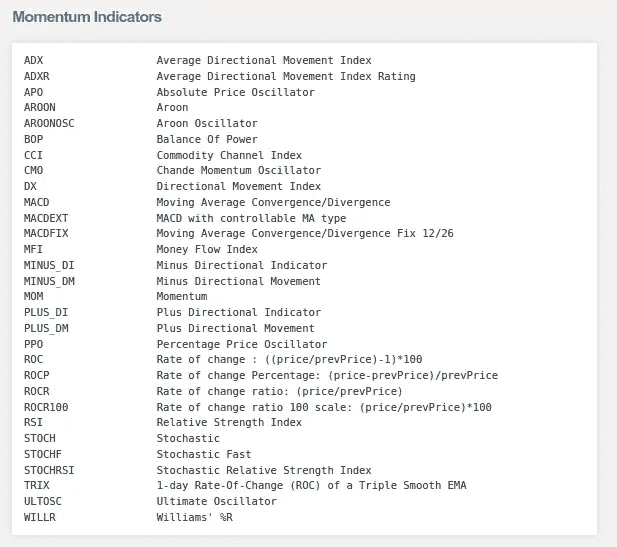 Momentum Indicators
ADX Average Directional Movement Index
ADXR Average Directional Movement Index Rating
APO Absolute Price Oscillator
AROON Aroon
AROONOSC Aroon Oscillator
BOP Balance Of Power
CCI Commodity Channel Index
CMO Chande Momentum Oscillator
DX Directional Movement Index
MACD Moving Average Convergence/Divergence
MACDEXT MACD with controllable MA type
MACDFIX Moving Average Convergence/Divergence Fix 12/26
MFI Money Flow Index
MINUS_DI Minus Directional Indicator
MINUS_DM Minus Directional Movement
MOM Momentum
PLUS_DI Plus Directional Indicator
PLUS_DM Plus Directional Movement
PPO Percentage Price Oscillator
ROC Rate of change : ((price/prevPrice)-1)*100
ROCP Rate of change Percentage: (price-prevPrice)/prevPrice
ROCR Rate of change ratio: (price/prevPrice)
ROCR100 Rate of change ratio 100 scale: (price/prevPrice)*100
RSI Relative Strength Index
STOCH Stochastic
STOCHF Stochastic Fast
STOCHRSI Stochastic Relative Strength Index
TRIX 1-day Rate-Of-Change (ROC) of a Triple Smooth EMA
ULTOSC Ultimate Oscillator
WILLR Williams' %R